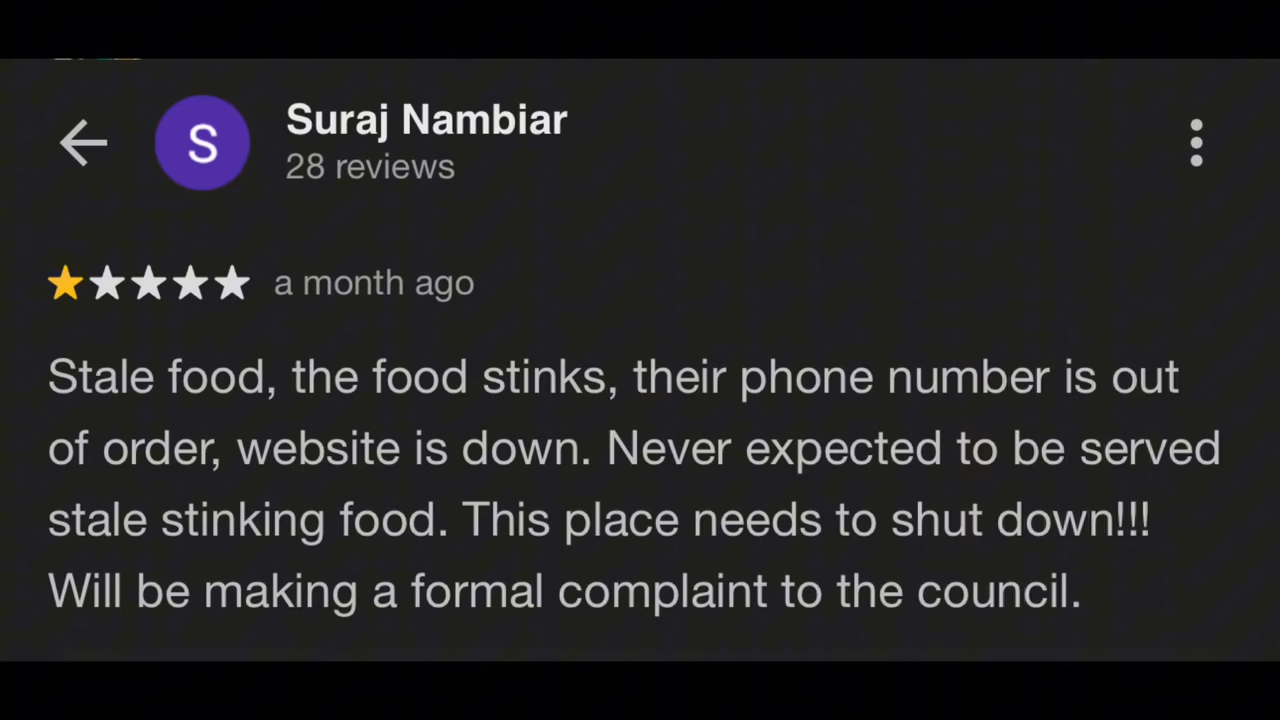 S
Suraj Nambiar
28 reviews
a month ago
Stale food, the food stinks, their phone number is out
of order, website is down. Never expected to be served
stale stinking food. This place needs to shut down!!!
Will be making a formal complaint to the council.